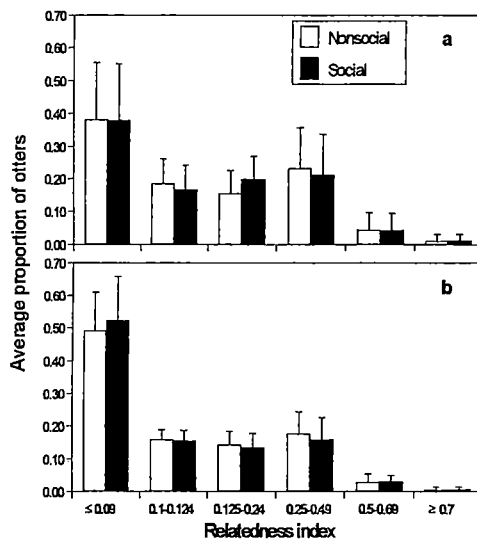 0.70
Nonsocial
Social
a
0.60
0.50
0.40
0.30
0.20
0.10
0.00
Average proportion of otters
0.70
b
0.60
0.50
0.40
0.30
0.20
0.10
0.00
≤ 0.09 0.1-0.124 0.125-0.24 0.25-0.49 0.5-0.69 ≥ 0.7
Relatedness index